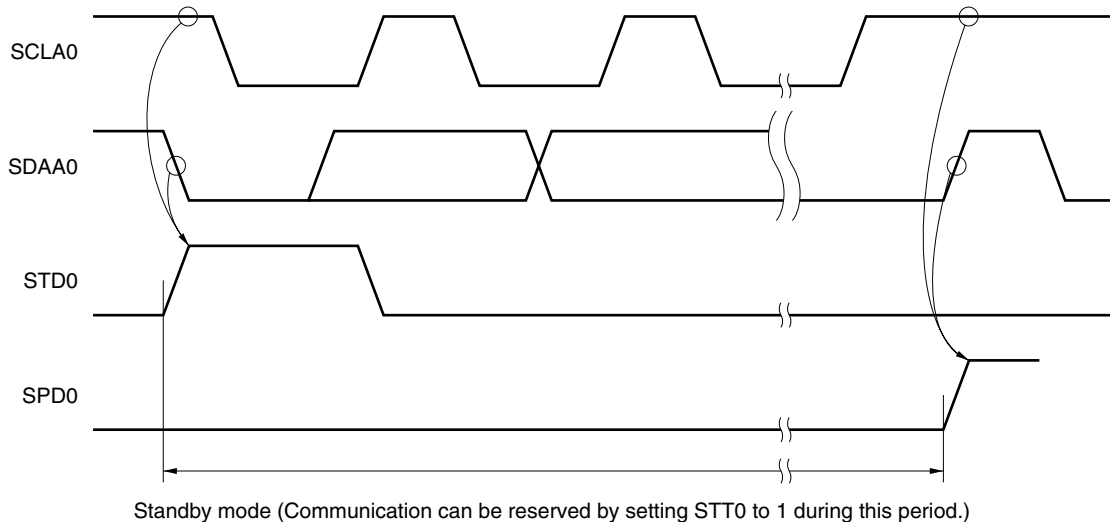 SCLA0
SDAA0
STD0
SPD0
Standby mode (Communication can be reserved by setting STT0 to 1 during this period.)